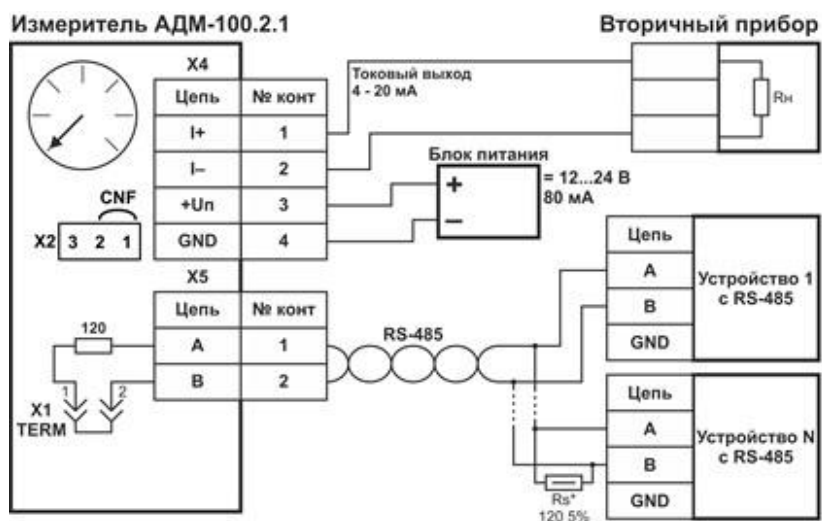 Измеритель АДМ-100.2.1
Вторичный прибор
X4
Цепь № конт
I+ 1
I– 2
+Uп 3
GND 4
Токовый выход
4 - 20 мА
Rн
Блок питания
+
–
= 12...24 В
80 мА
CNF
X2 3 2 1
X5
Цепь № конт
A 1
B 2
120
1 2
X1
TERM
RS-485
Цепь
A
B
GND
Устройство 1
с RS-485
Цепь
A
B
GND
Устройство N
с RS-485
Rs*
120 5%